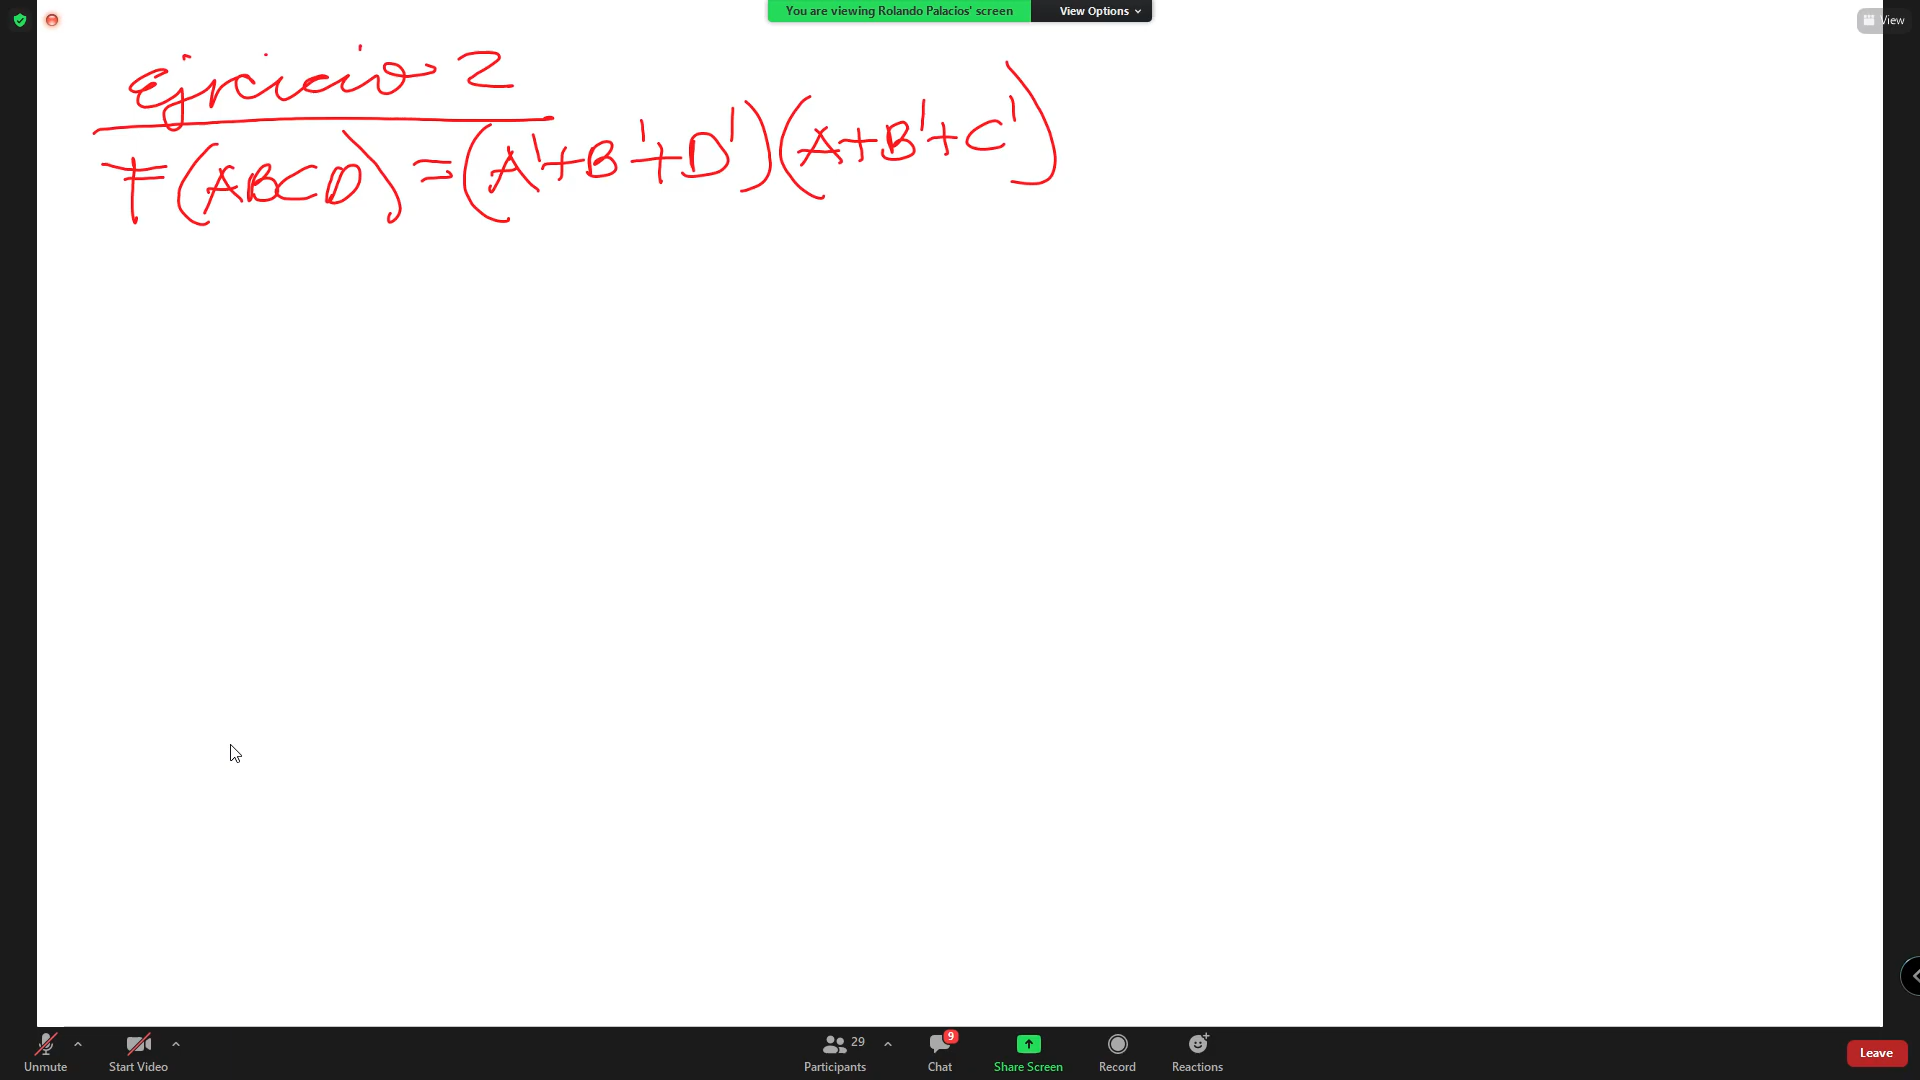 You are viewing Rolando Palacios' screen
View Options
View
ejercicio 2
F(ABCD)=(A'+B'+D')(A+B'+C')
Unmute
Start Video
29
Participants
9
Chat
Share Screen
Record
Reactions
Leave